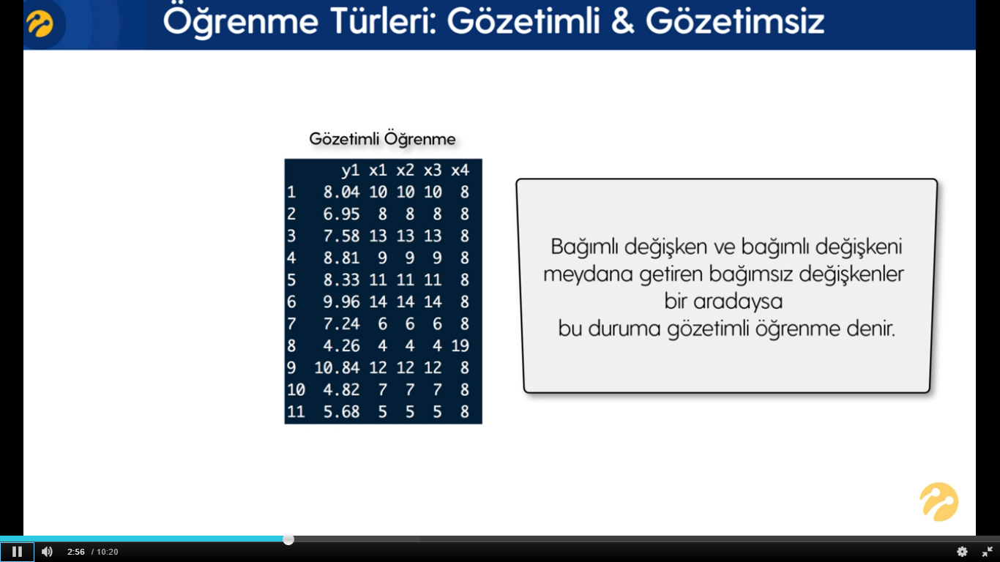 Öğrenme Türleri: Gözetimli & Gözetimsiz
Gözetimli Öğrenme
y1 x1 x2 x3 x4
1 8.04 10 10 10 8
2 6.95 8 8 8 8
3 7.58 13 13 13 8
4 8.81 9 9 9 8
5 8.33 11 11 11 8
6 9.96 14 14 14 8
7 7.24 6 6 6 8
8 4.26 4 4 4 19
9 10.84 12 12 12 8
10 4.82 7 7 7 8
11 5.68 5 5 5 8
Bağımlı değişken ve bağımlı değişkeni
meydana getiren bağımsız değişkenler
bir aradaysa
bu duruma gözetimli öğrenme denir.
2:56 / 10:20